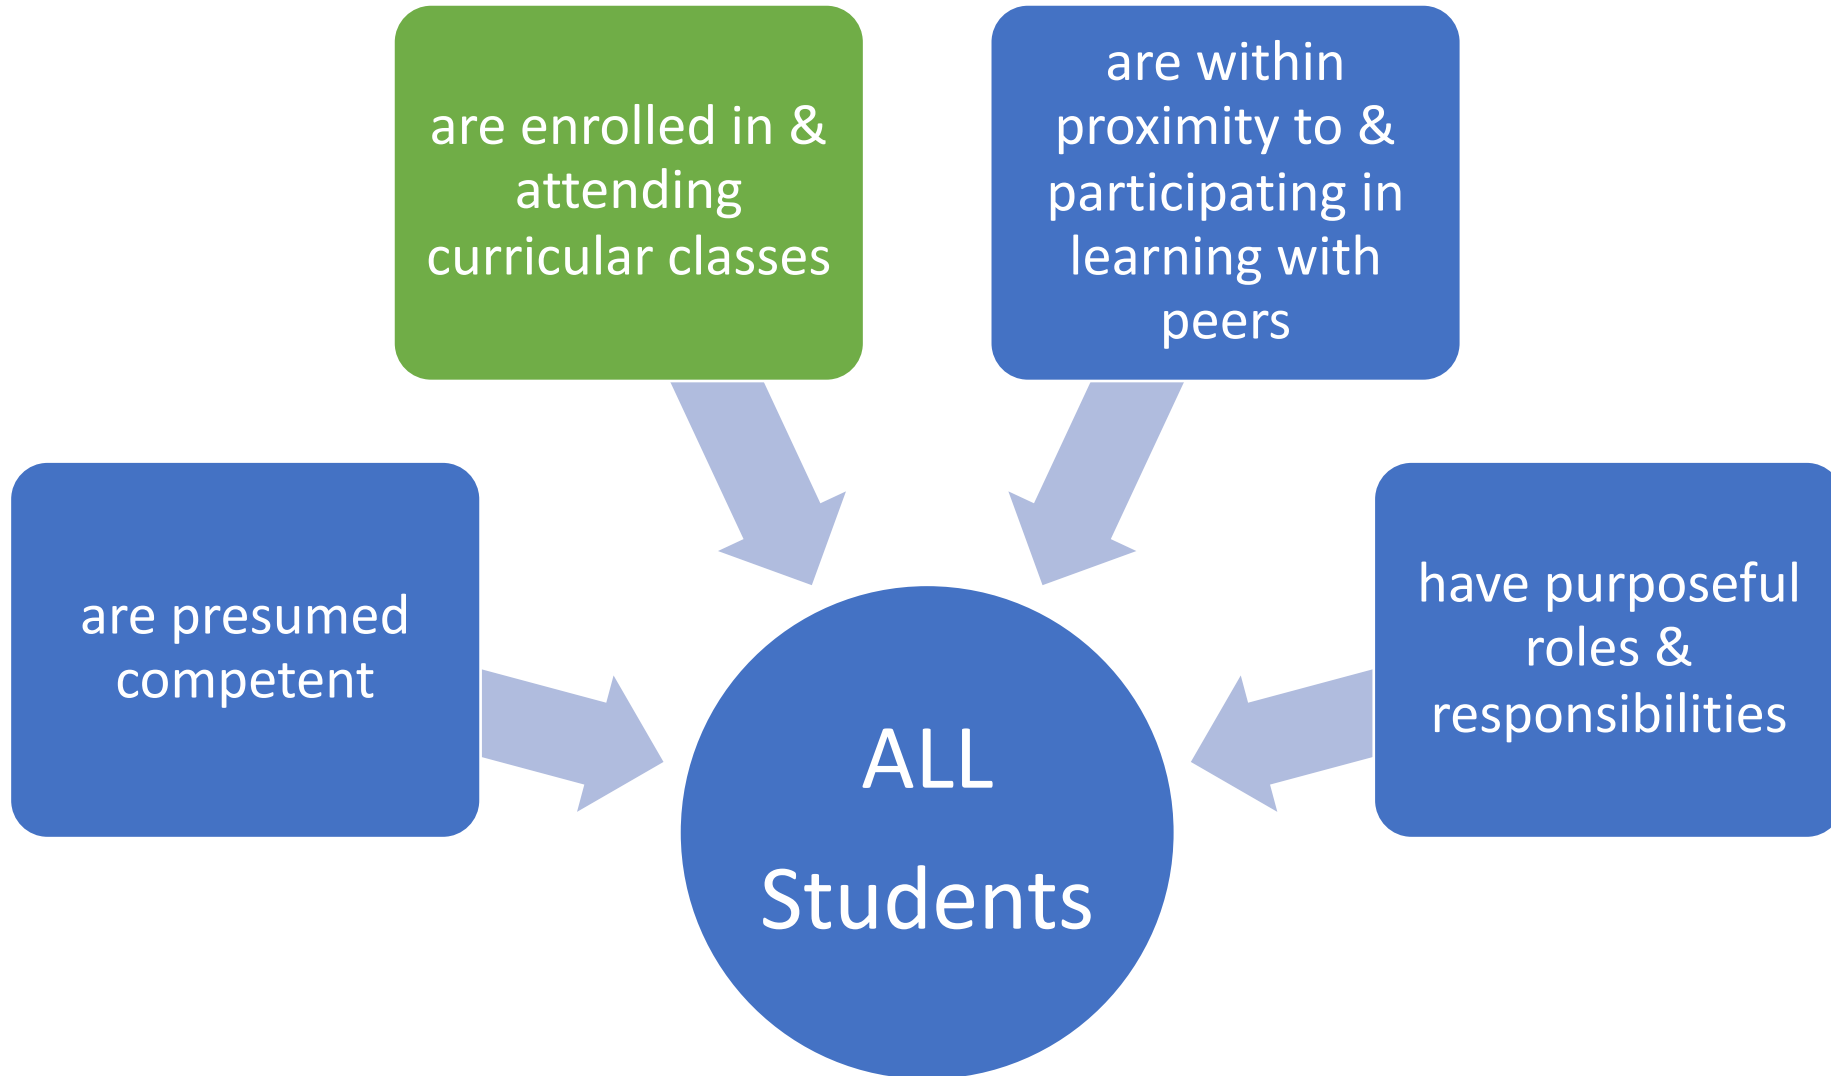 are enrolled in &
attending
curricular classes
are within
proximity to &
participating in
learning with
peers
are presumed
competent
have purposeful
roles &
responsibilities
ALL
Students